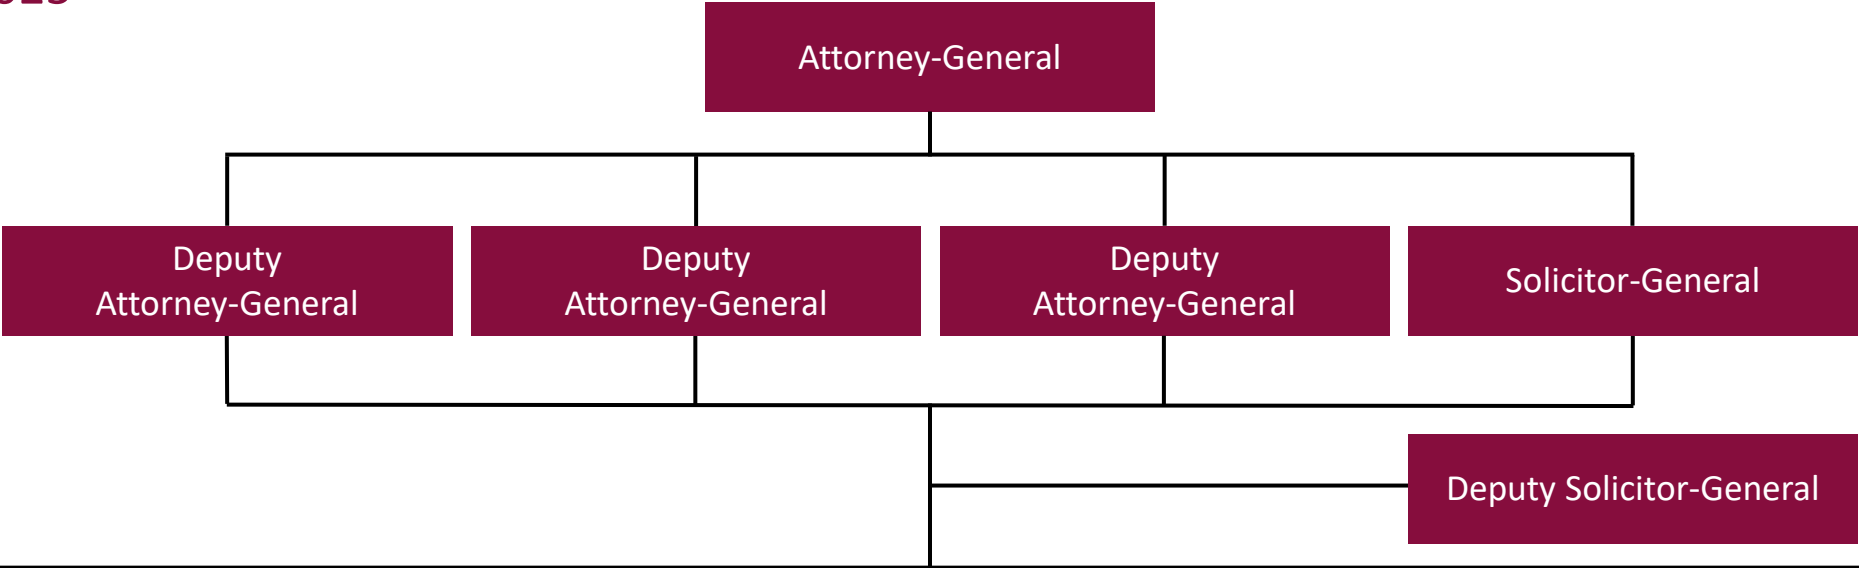 Attorney-General
Deputy
Attorney-General
Deputy
Attorney-General
Deputy
Attorney-General
Solicitor-General
Deputy Solicitor-General